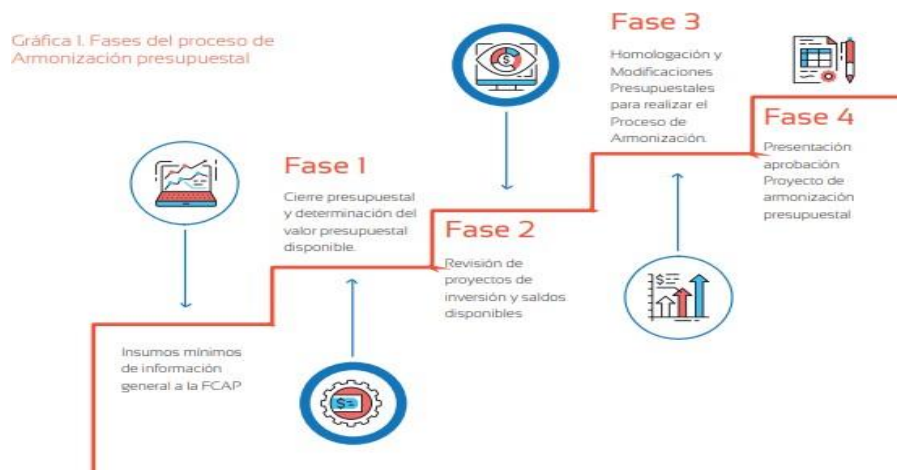 Gráfica 1. Fases del proceso de
Armonización presupuestal
Insumos mínimos
de información
general a la FCAP
Fase 1
Cierre presupuestal
y determinación del
valor presupuestal
disponible.
Fase 2
Revisión de
proyectos de
inversión y saldos
disponibles
Fase 3
Homologación y
Modificaciones
Presupuestales
para realizar el
Proceso de
Armonización.
Fase 4
Presentación
aprobación
Proyecto de
armonización
presupuestal